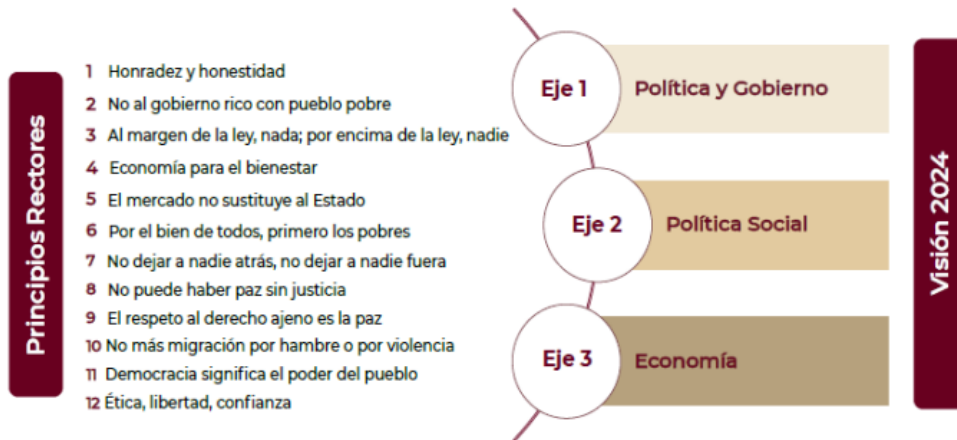 Principios Rectores
1 Honradez y honestidad
2 No al gobierno rico con pueblo pobre
3 Al margen de la ley, nada; por encima de la ley, nadie
4 Economía para el bienestar
5 El mercado no sustituye al Estado
6 Por el bien de todos, primero los pobres
7 No dejar a nadie atrás, no dejar a nadie fuera
8 No puede haber paz sin justicia
9 El respeto al derecho ajeno es la paz
10 No más migración por hambre o por violencia
11 Democracia significa el poder del pueblo
12 Ética, libertad, confianza
Eje 1 Política y Gobierno
Eje 2 Política Social
Eje 3 Economía
Visión 2024